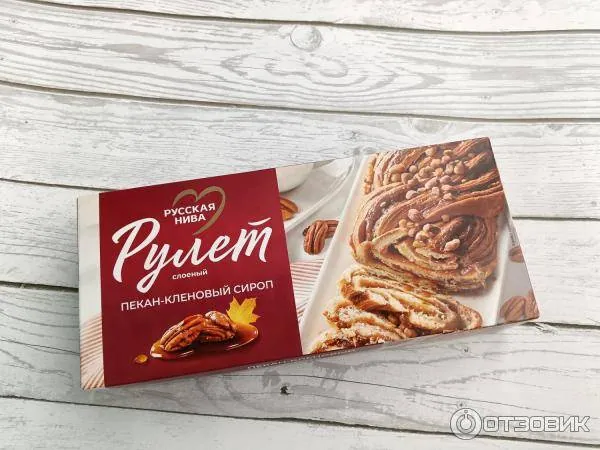 РУССКАЯ
НИВА
Рулет
слоеный
ПЕКАН-КЛЕНОВЫЙ СИРОП
ОТЗОВИК